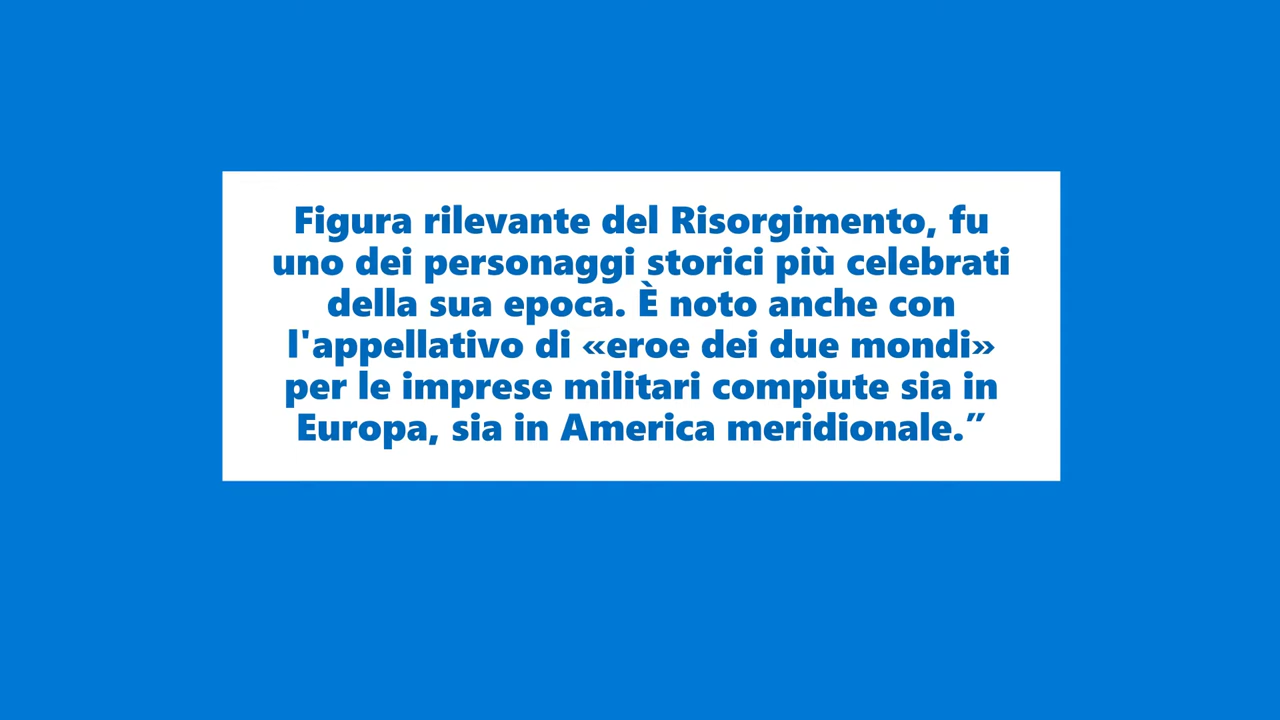 Figura rilevante del Risorgimento, fu
uno dei personaggi storici più celebrati
della sua epoca. È noto anche con
l'appellativo di «eroe dei due mondi»
per le imprese militari compiute sia in
Europa, sia in America meridionale.”